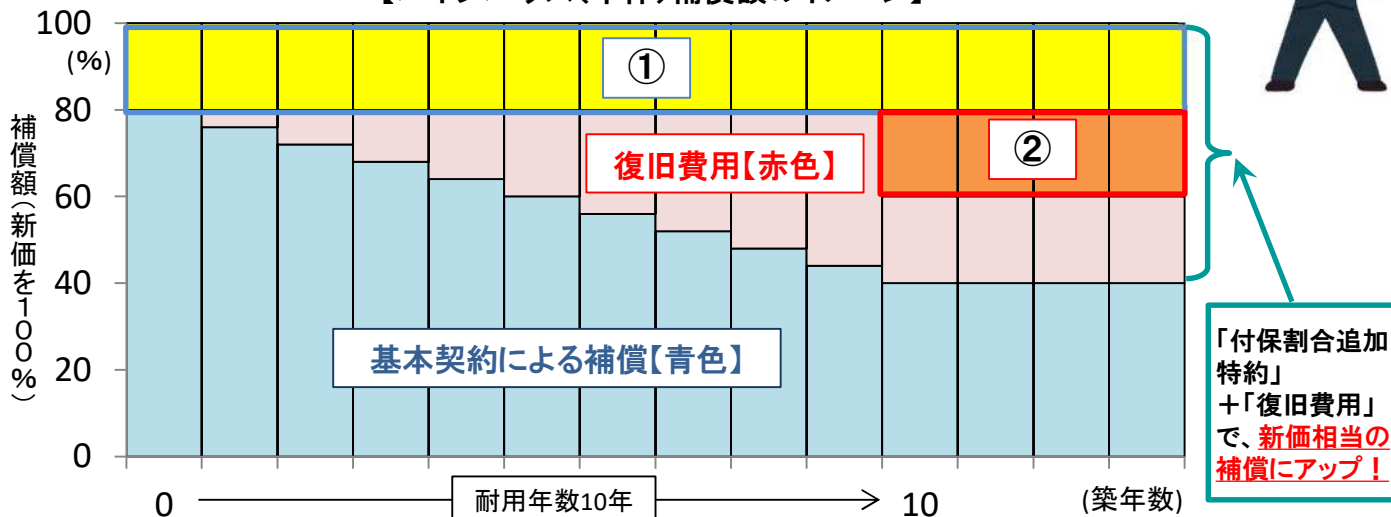 100
(%)
80
60
40
20
0
補償額(新価を100%)
①
②
復旧費用【赤色】
基本契約による補償【青色】
0
耐用年数10年
10
(築年数)
「付保割合追加
特約」
+「復旧費用」
で、新価相当の
補償にアップ!